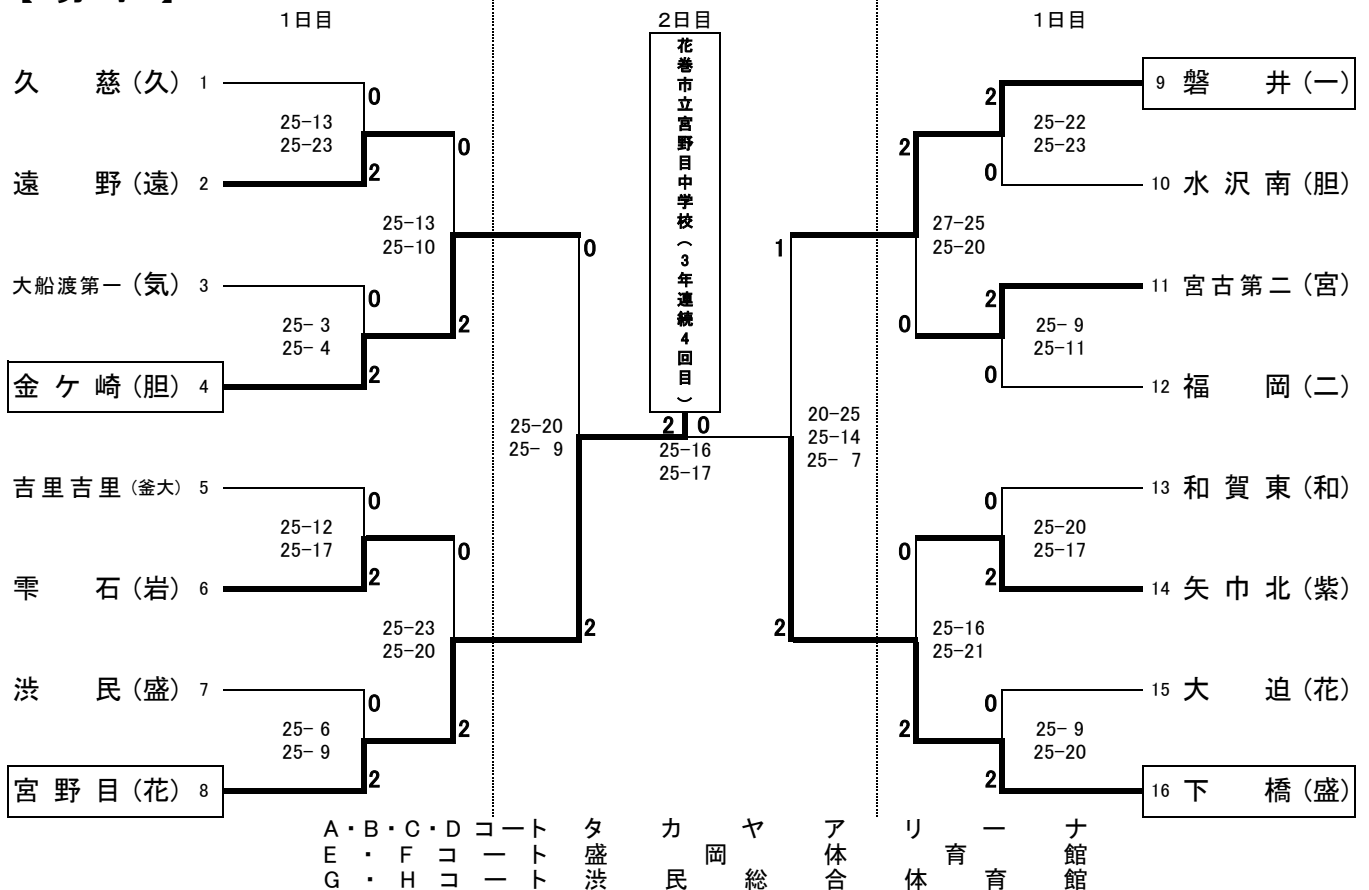 1日目
2日目
1日目
花巻市立宮野目中学校(3年連続4回目)
久 慈 (久) 1
0
25-13
25-23
遠 野 (遠) 2
2
0
25-13
25-10
大船渡第一 (気) 3
0
25- 3
25- 4
金ケ崎 (胆) 4
2
2
0
25-20
25- 9
吉里吉里 (釜大) 5
0
25-12
25-17
雫 石 (岩) 6
2
0
25-23
25-20
渋 民 (盛) 7
0
25- 6
25- 9
宮野目 (花) 8
2
2
2
2 0
25-16
25-17
9 磐 井 (一)
2
25-22
25-23
10 水沢南 (胆)
0
2
27-25
25-20
11 宮古第二 (宮)
2
25- 9
25-11
12 福 岡 (二)
0
0
1
20-25
25-14
25- 7
13 和賀東 (和)
0
25-20
25-17
14 矢巾北 (紫)
2
0
25-16
25-21
15 大 迫 (花)
0
25- 9
25-20
16 下 橋 (盛)
2
2
2
A・B・C・Dコート タカヤアリーナ
E・Fコート 盛岡体育館
G・Hコート 渋民総合体育館